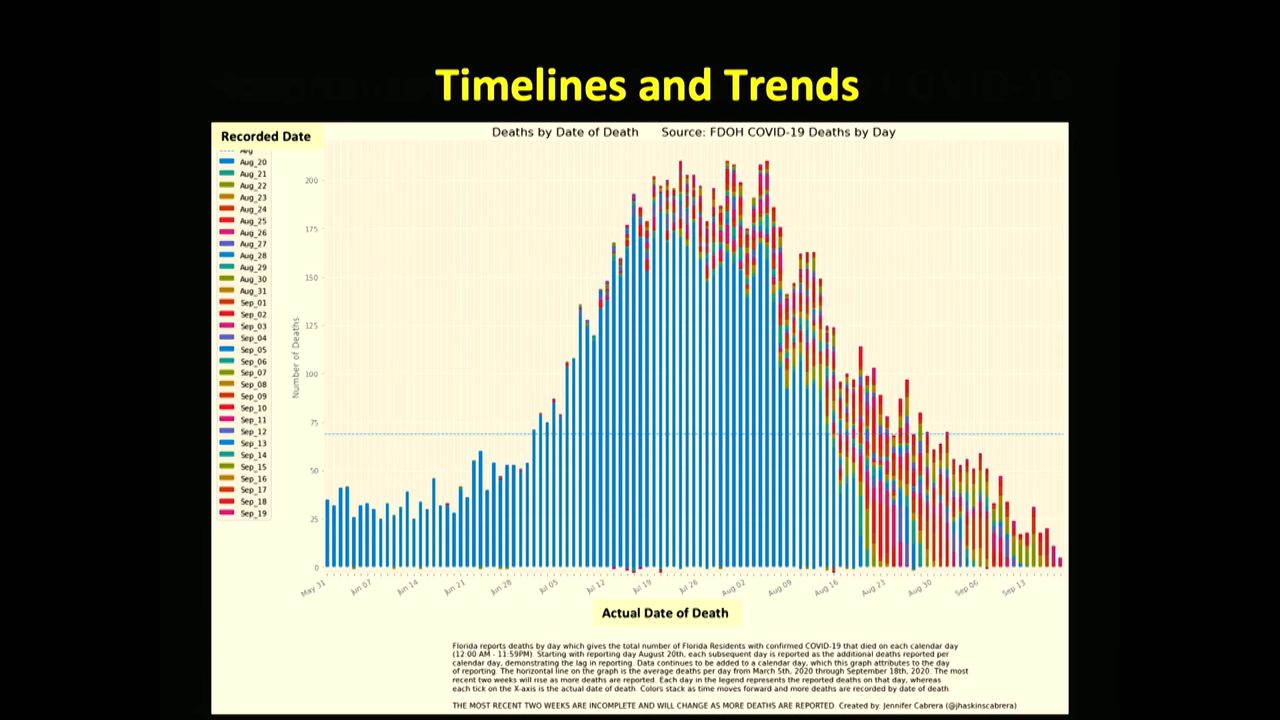 Timelines and Trends
Recorded Date
Deaths by Date of Death Source: FDOH COVID-19 Deaths by Day
Avg
Aug_20
Aug_21
Aug_22
Aug_23
Aug_24
Aug_25
Aug_26
Aug_27
Aug_28
Aug_29
Aug_30
Aug_31
Sep_01
Sep_02
Sep_03
Sep_04
Sep_05
Sep_06
Sep_07
Sep_08
Sep_09
Sep_10
Sep_11
Sep_12
Sep_13
Sep_14
Sep_15
Sep_16
Sep_17
Sep_18
Sep_19
Number of Deaths
200
175
150
125
100
75
50
25
0
May 31
Jun 07
Jun 14
Jun 21
Jun 28
Jul 05
Jul 12
Jul 19
Jul 26
Aug 02
Aug 09
Aug 16
Aug 23
Aug 30
Sep 06
Sep 13
Actual Date of Death
Florida reports deaths by day which gives the total number of Florida Residents with confirmed COVID-19 that died on each calendar day
(12:00 AM - 11:59PM). Starting with reporting day August 20th, each subsequent day is reported as the additional deaths reported per
calendar day, demonstrating the lag in reporting. Data continues to be added to a calendar day, which this graph attributes to the day
of reporting. The horizontal line on the graph is the average deaths per day from March 5th, 2020 through September 18th, 2020. The most
recent two weeks will rise as more deaths are reported. Each day in the legend represents the reported deaths on that day, whereas
each tick on the X-axis is the actual date of death. Colors stack as time moves forward and more deaths are recorded by date of death
THE MOST RECENT TWO WEEKS ARE INCOMPLETE AND WILL CHANGE AS MORE DEATHS ARE REPORTED. Created by: Jennifer Cabrera (@jhaskinscabrera)